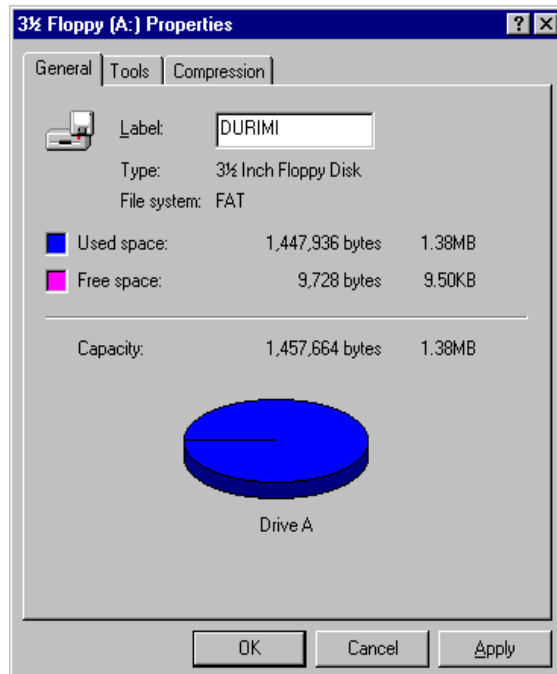 3½ Floppy (A:) Properties
General Tools Compression
Label: DURIMI
Type: 3½ Inch Floppy Disk
File system: FAT
Used space: 1,447,936 bytes 1.38MB
Free space: 9,728 bytes 9.50KB
Capacity: 1,457,664 bytes 1.38MB
Drive A
OK Cancel Apply